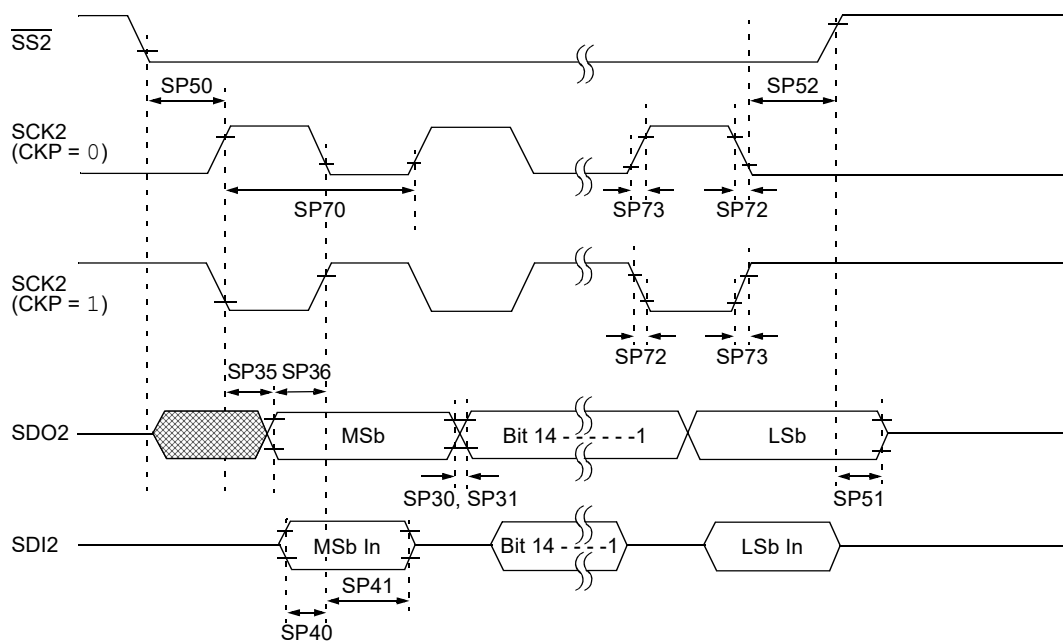 SS2
SP50
SP52
SCK2
(CKP = 0)
SP70
SP73
SP72
SCK2
(CKP = 1)
SP72
SP73
SP35
SP36
SDO2
MSb
Bit 14 - - - - - -1
LSb
SP30, SP31
SP51
SDI2
MSb In
Bit 14 - - - -1
LSb In
SP41
SP40